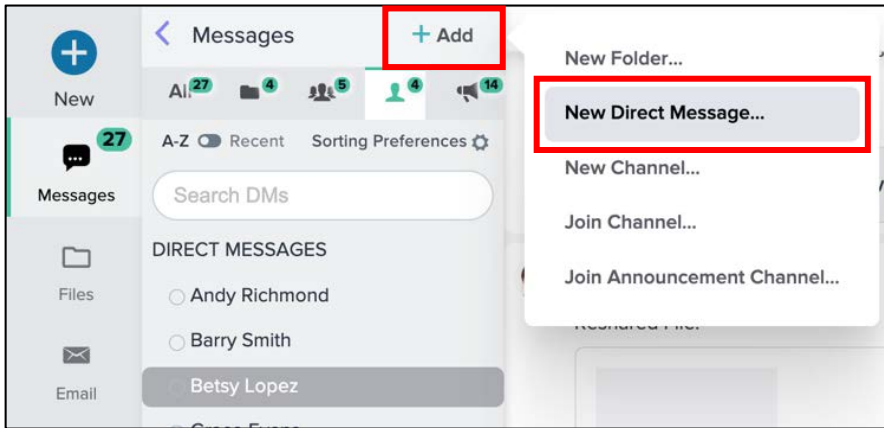 New
27
Messages
Files
Email
Messages
+ Add
All 27 4 5 4 14
A-Z Recent Sorting Preferences
Search DMs
DIRECT MESSAGES
Andy Richmond
Barry Smith
Betsy Lopez
New Folder...
New Direct Message...
New Channel...
Join Channel...
Join Announcement Channel...
File.